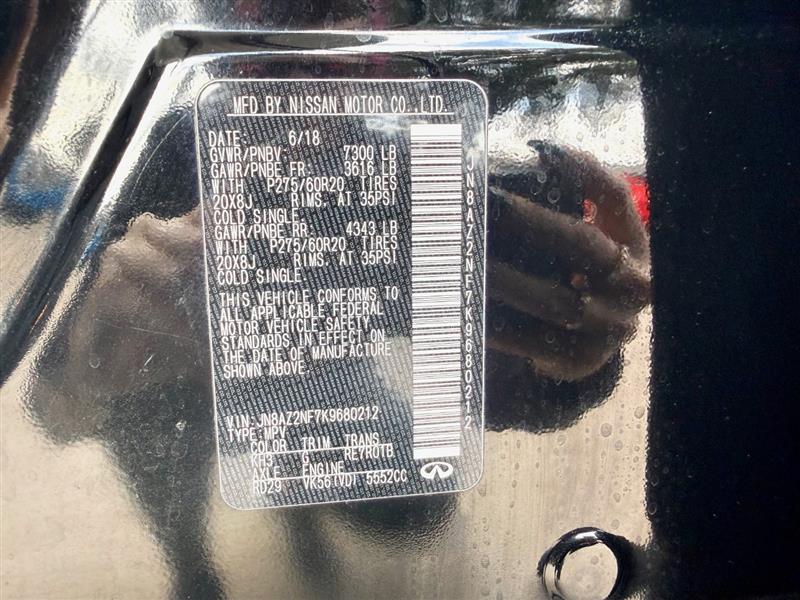 MFD BY NISSAN MOTOR CO.,LTD.
DATE: 6/18
GVWR/PNBV: 7300 LB
GAWR/PNBE FR: 3616 LB
WITH P275/60R20 TIRES
20X8J RIMS. AT 35PSI
COLD SINGLE
GAWR/PNBE RR: 4343 LB
WITH P275/60R20 TIRES
20X8J RIMS. AT 35PSI
COLD SINGLE
THIS VEHICLE CONFORMS TO
ALL APPLICABLE FEDERAL
MOTOR VEHICLE SAFETY
STANDARDS IN EFFECT ON
THE DATE OF MANUFACTURE
SHOWN ABOVE.
VIN: JN8AZ2NF7K9680212
TYPE: MPV
COLOR TRIM TRANS
KH3 G RE7R01B
AXLE ENGINE
RD29 VK56(VD) 5552CC
JN8AZ2NF7K9680212